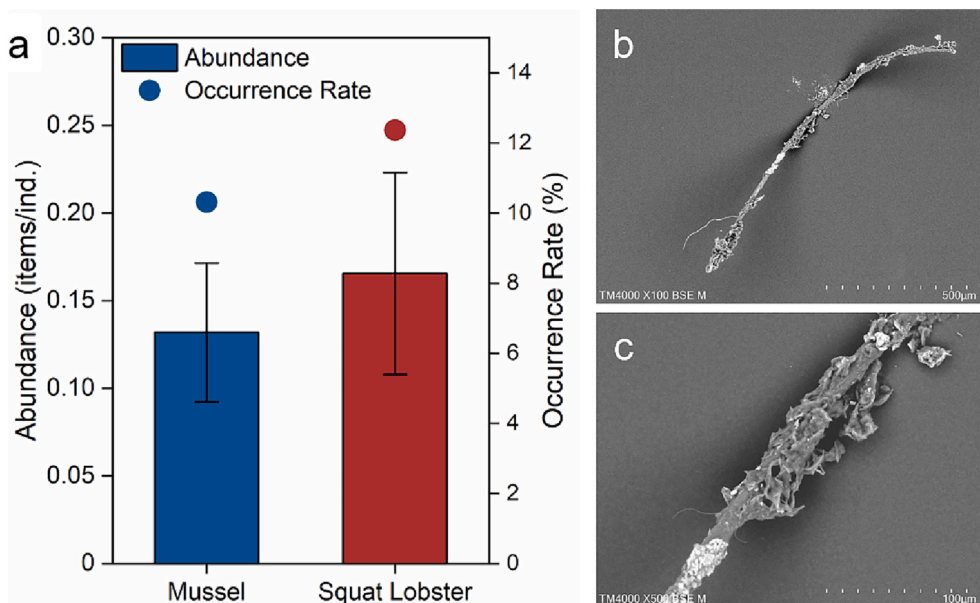 a
0.30
0.25
0.20
0.15
0.10
0.05
0
Abundance (items/ind.)
Abundance
Occurrence Rate
14
12
10
8
6
4
2
0
Occurrence Rate (%)
Mussel
Squat Lobster
b
TM4000 X100 BSE M
500µm
c
TM4000 X500 BSE M
100µm